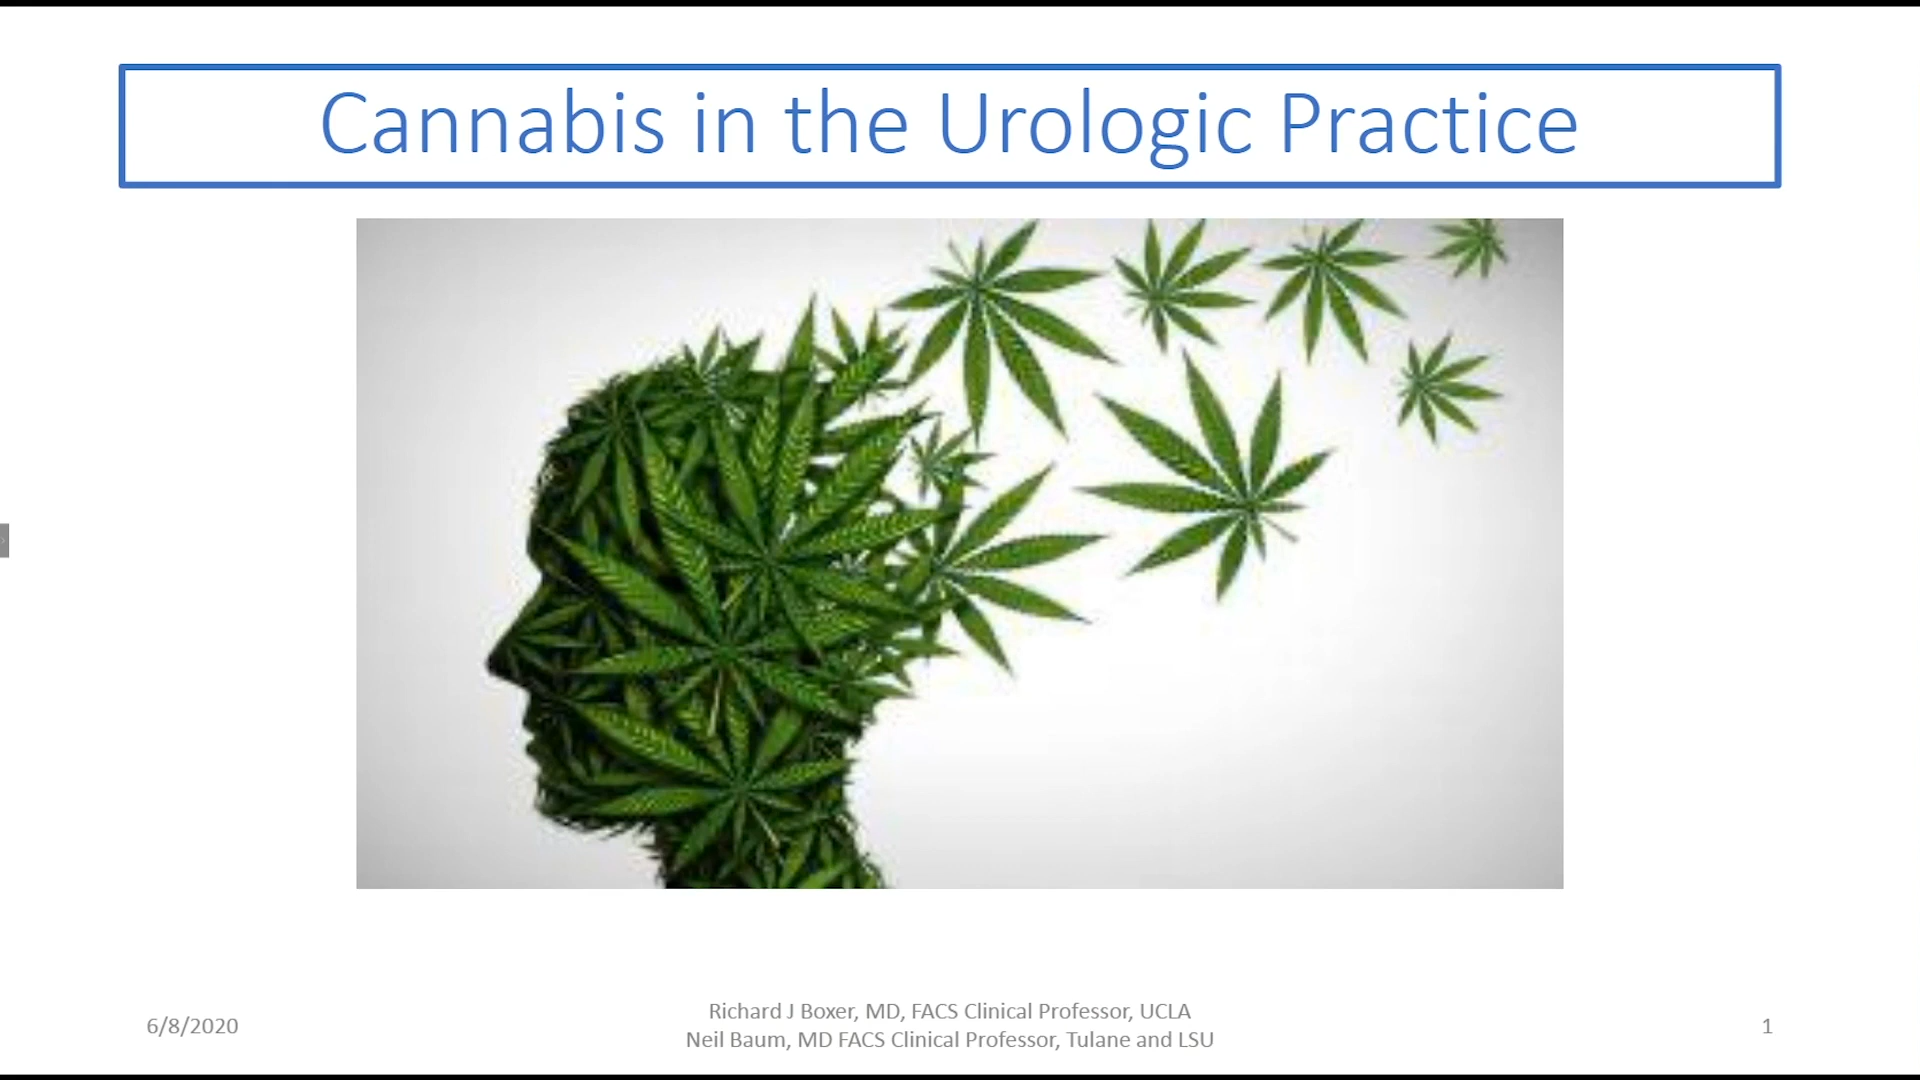 Cannabis in the Urologic Practice
6/8/2020
Richard J Boxer, MD, FACS Clinical Professor, UCLA
Neil Baum, MD FACS Clinical Professor, Tulane and LSU
1